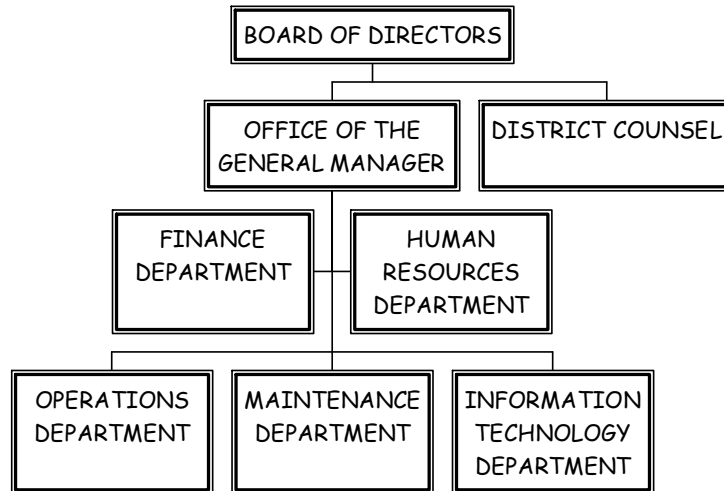 BOARD OF DIRECTORS
OFFICE OF THE
GENERAL MANAGER
DISTRICT COUNSEL
FINANCE
DEPARTMENT
HUMAN
RESOURCES
DEPARTMENT
OPERATIONS
DEPARTMENT
MAINTENANCE
DEPARTMENT
INFORMATION
TECHNOLOGY
DEPARTMENT